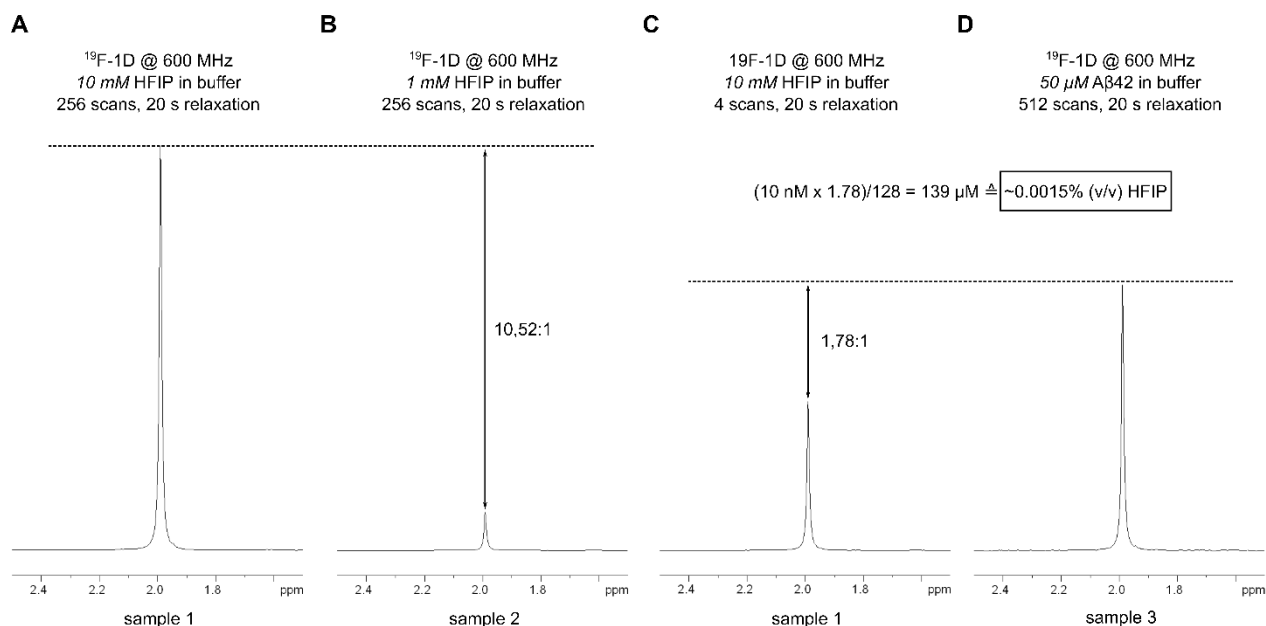 A
¹⁹F-1D @ 600 MHz
10 mM HFIP in buffer
256 scans, 20 s relaxation
B
¹⁹F-1D @ 600 MHz
1 mM HFIP in buffer
256 scans, 20 s relaxation
C
19F-1D @ 600 MHz
10 mM HFIP in buffer
4 scans, 20 s relaxation
D
¹⁹F-1D @ 600 MHz
50 µM Aβ42 in buffer
512 scans, 20 s relaxation
(10 nM x 1.78)/128 = 139 µM ≙ ~0.0015% (v/v) HFIP
10,52:1
1,78:1
2.4 2.2 2.0 1.8 ppm
2.4 2.2 2.0 1.8 ppm
2.4 2.2 2.0 1.8 ppm
2.4 2.2 2.0 1.8 ppm
sample 1
sample 2
sample 1
sample 3